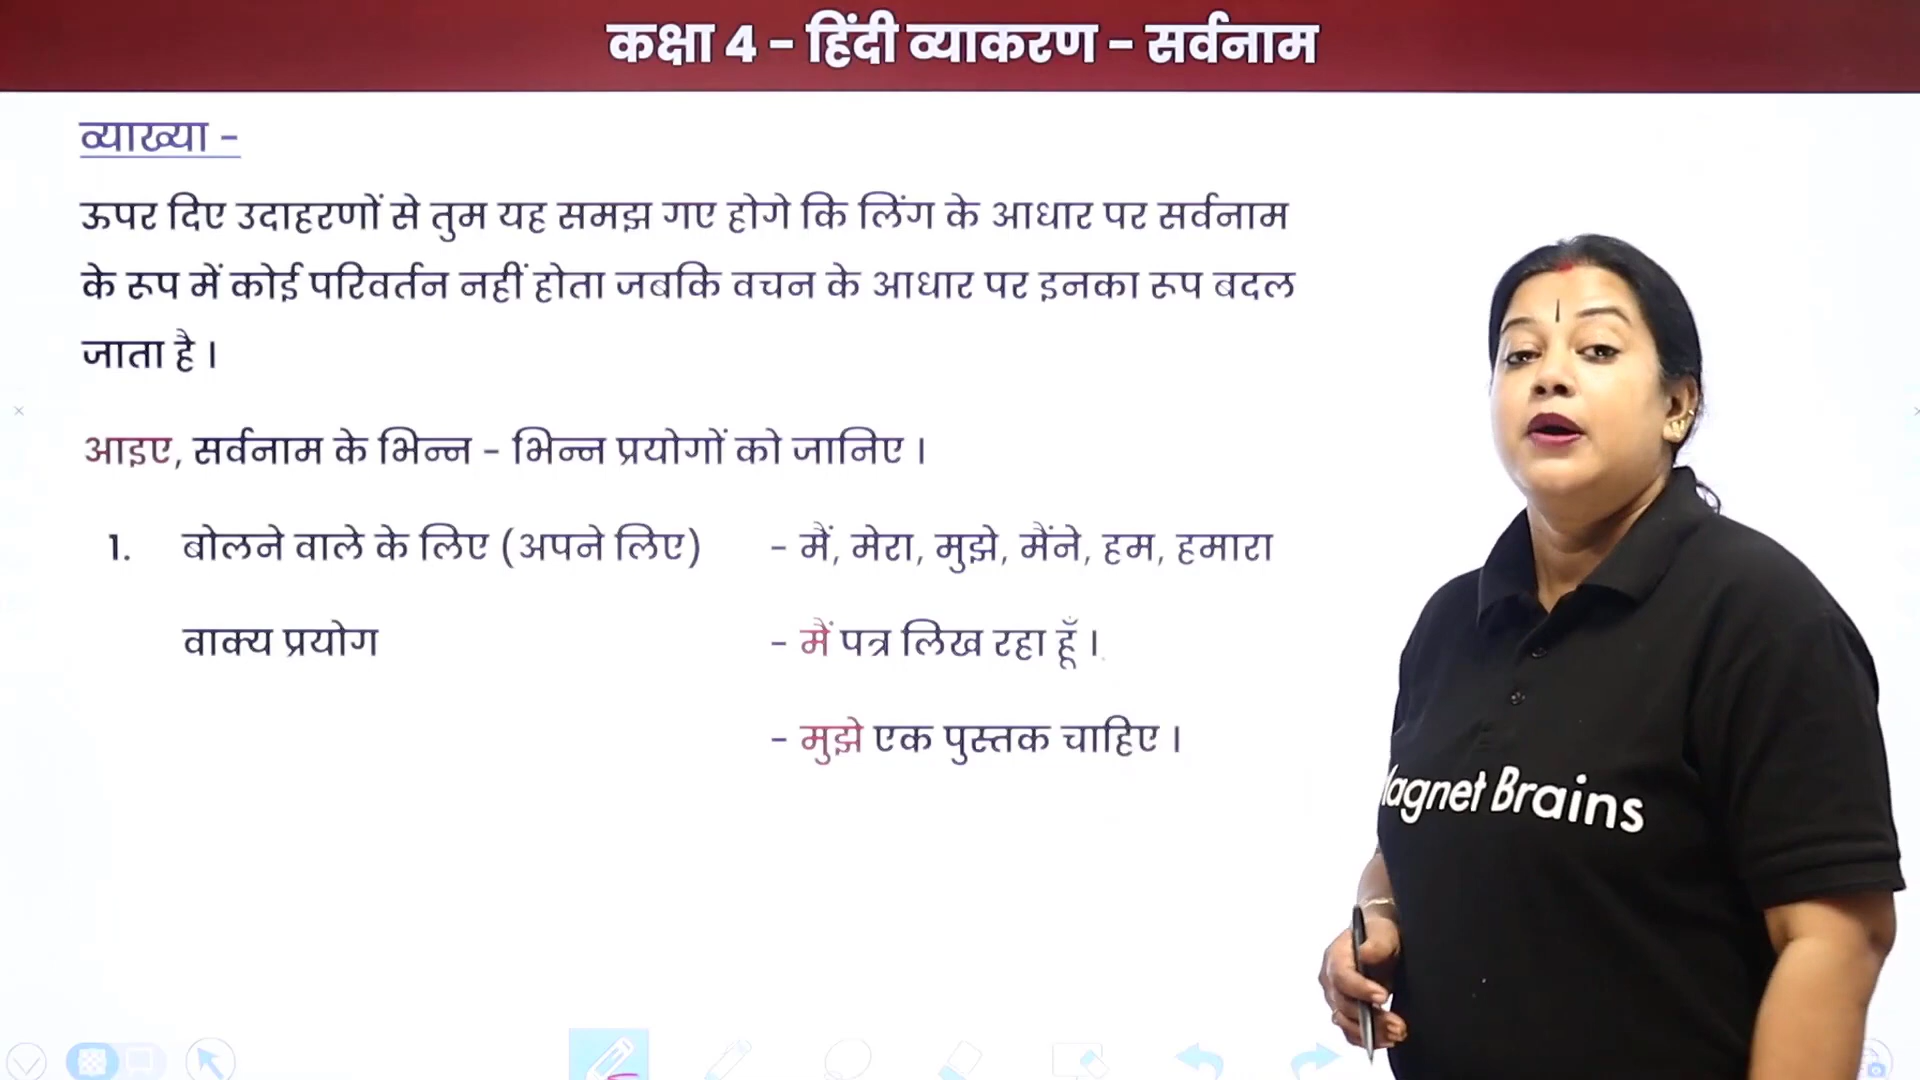 कक्षा 4 - हिंदी व्याकरण - सर्वनाम
व्याख्या -
ऊपर दिए उदाहरणों से तुम यह समझ गए होगे कि लिंग के आधार पर सर्वनाम
के रूप में कोई परिवर्तन नहीं होता जबकि वचन के आधार पर इनका रूप बदल
जाता है।
आइए, सर्वनाम के भिन्न - भिन्न प्रयोगों को जानिए।
1. बोलने वाले के लिए (अपने लिए) - मैं, मेरा, मुझे, मैंने, हम, हमारा
वाक्य प्रयोग - मैं पत्र लिख रहा हूँ।
- मुझे एक पुस्तक चाहिए।
agnet Brains